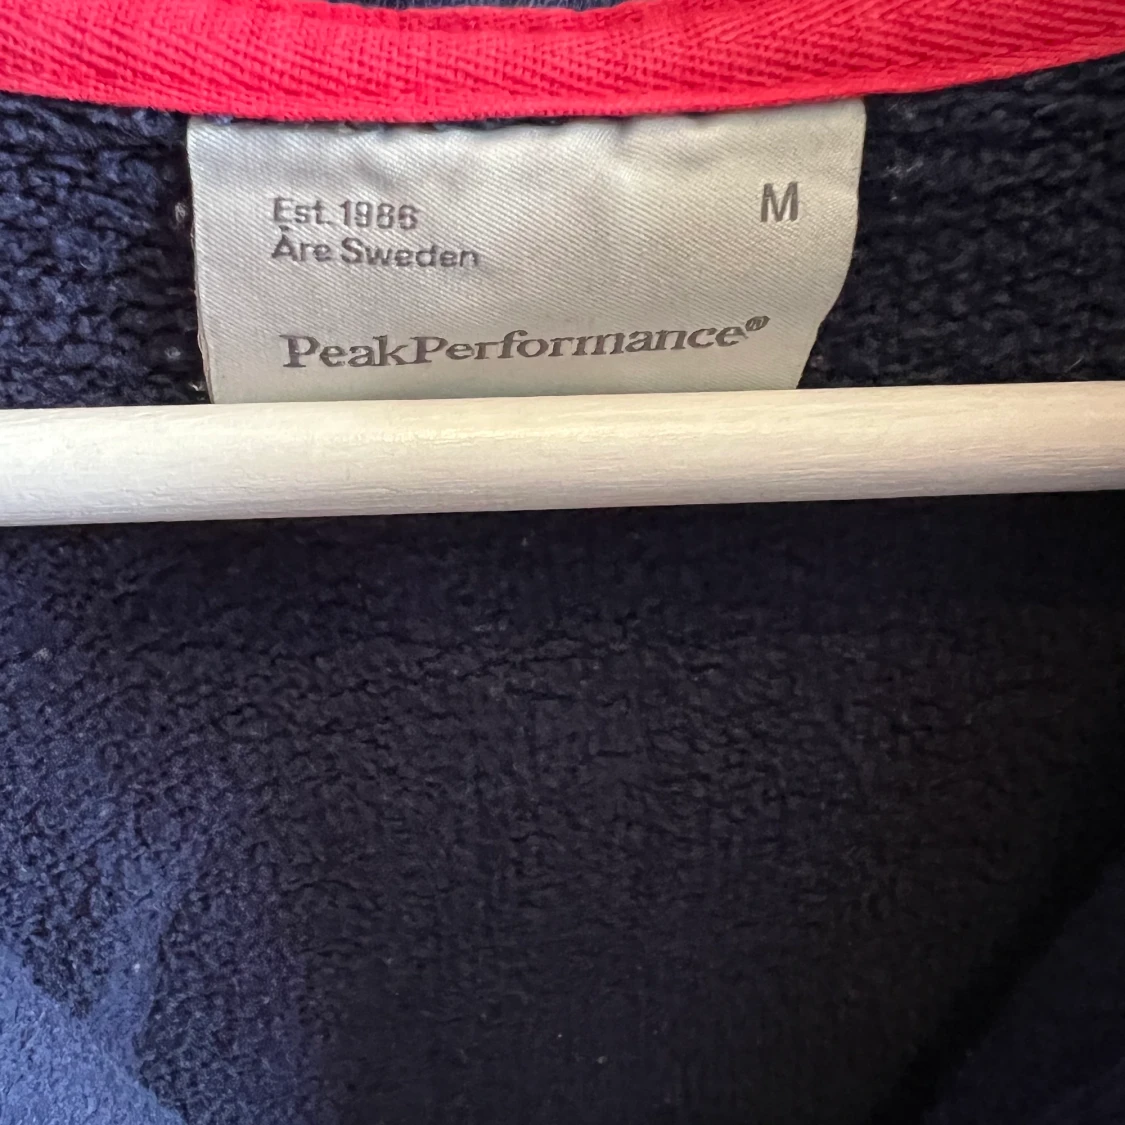 Est. 1986
M
Åre Sweden
PeakPerformance®